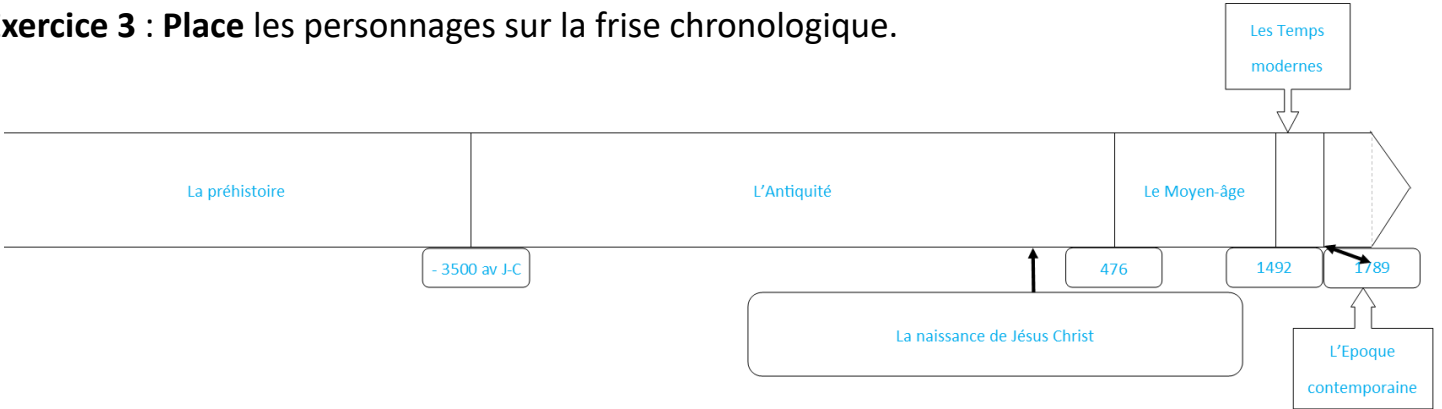 xercice 3 : Place les personnages sur la frise chronologique.
Les Temps
modernes
La préhistoire
L’Antiquité
Le Moyen-âge
- 3500 av J-C
476
1492
1789
La naissance de Jésus Christ
L’Epoque
contemporaine